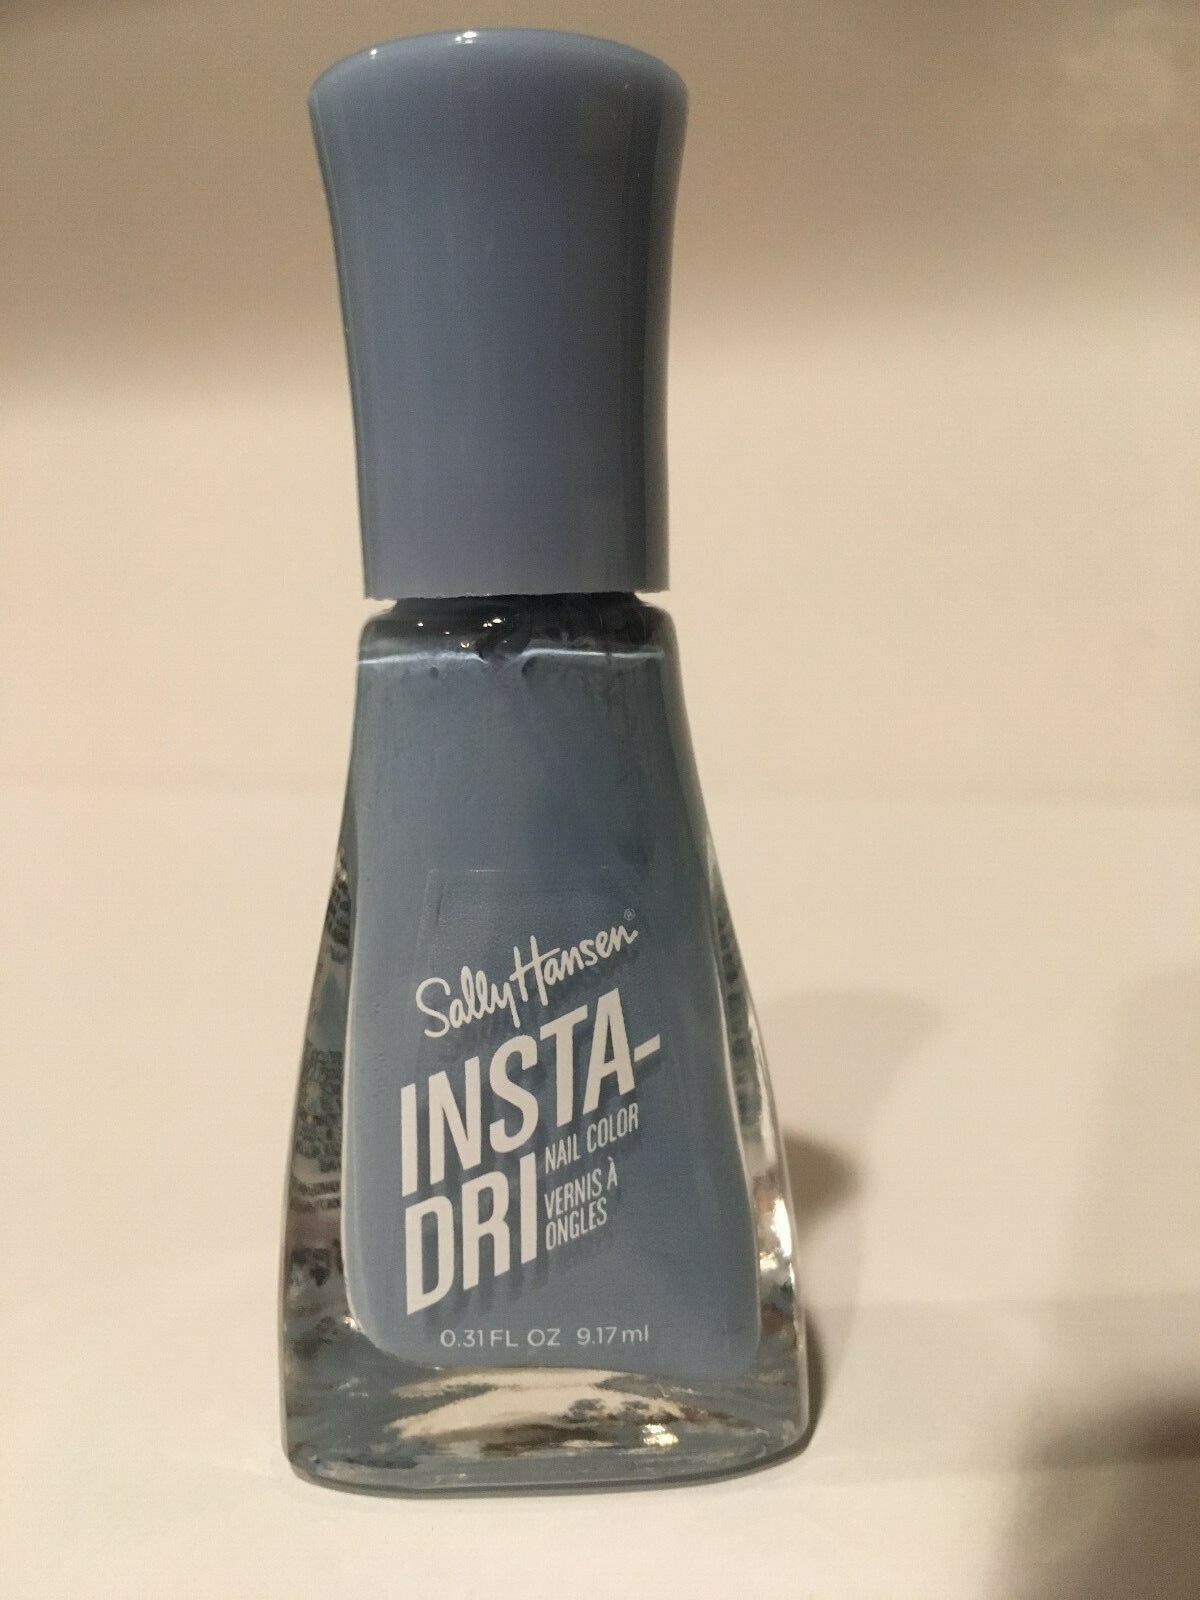 Sally Hansen®
INSTA-
DRI
NAIL COLOR
VERNIS À
ONGLES
0.31 FL OZ 9.17 ml